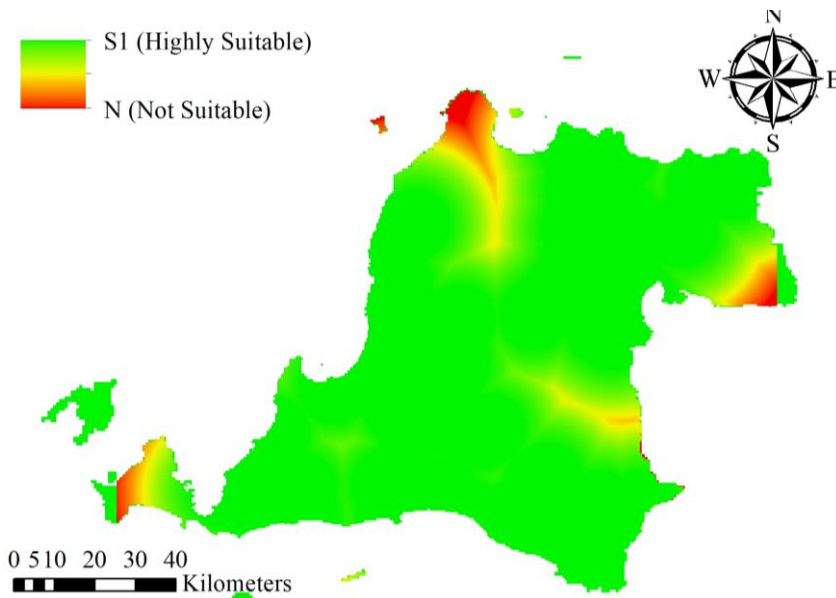 S1 (Highly Suitable)
N (Not Suitable)
N
W E
S
0 5 10 20 30 40
Kilometers